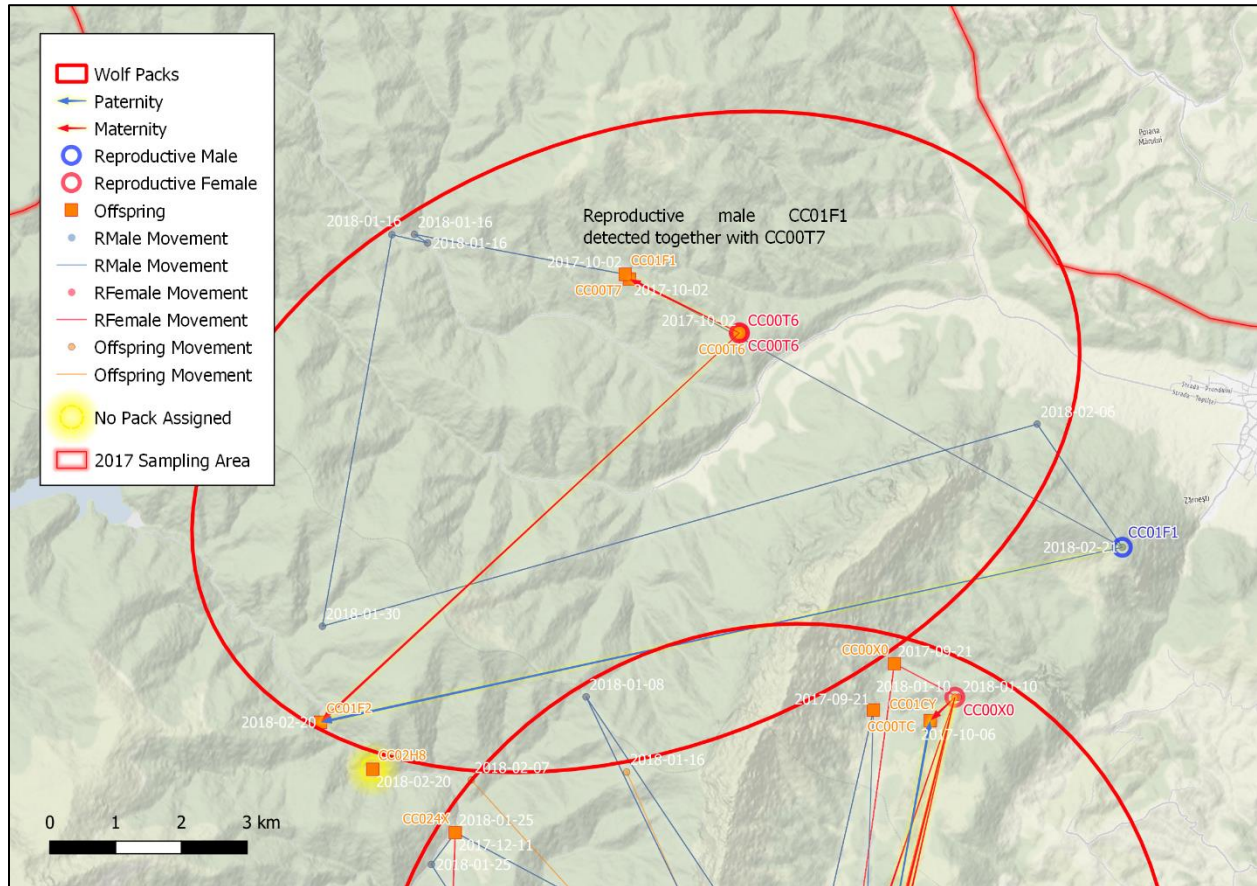 Wolf Packs
Paternity
Maternity
Reproductive Male
Reproductive Female
Offspring
RMale Movement
RMale Movement
RFemale Movement
RFemale Movement
Offspring Movement
Offspring Movement
No Pack Assigned
2017 Sampling Area
Poiana
Mărului
2018-01-16
2018-01-16
2018-01-16
Reproductive male CC01F1
detected together with CC00T7
2017-10-02
CC01F1
CC00T7
2017-10-02
2017-10-02
CC00T6
CC00T6
CC00T6
Zărnești
2018-02-06
CC01F1
2018-02-21
2018-01-30
CC00X0
2017-09-21
2018-01-08
2018-01-10
2018-01-10
2017-09-21
CC01CY
CC00X0
CC00TC
2017-10-06
CC01F2
2018-02-20
CC02H8
2018-02-20
2018-02-07
2018-01-16
CC024X
2018-01-25
2017-12-11
2018-01-25
0 1 2 3 km